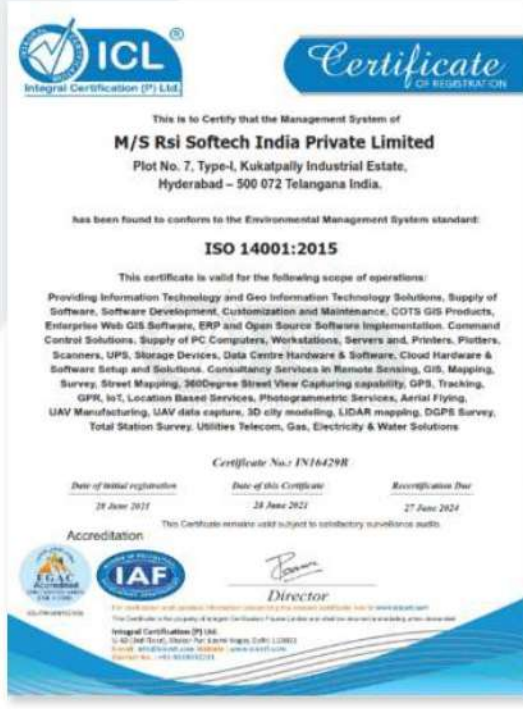 ICL
®
Integral Certification (P) Ltd.
Certificate
OF REGISTRATION
This is to Certify that the Management System of
M/S Rsi Softech India Private Limited
Plot No. 7, Type-I, Kukatpally Industrial Estate,
Hyderabad – 500 072 Telangana India.
has been found to conform to the Environmental Management System standard:
ISO 14001:2015
This certificate is valid for the following scope of operations:
Providing Information Technology and Geo Information Technology Solutions, Supply of
Software, Software Development, Customization and Maintenance, COTS GIS Products,
Enterprise Web GIS Software, ERP and Open Source Software Implementation. Command
Control Solutions. Supply of PC Computers, Workstations, Servers and, Printers, Plotters,
Scanners, UPS, Storage Devices, Data Centre Hardware & Software, Cloud Hardware &
Software Setup and Solutions. Consultancy Services in Remote Sensing, GIS, Mapping,
Survey, Street Mapping, 360Degree Street View Capturing capability, GPS, Tracking,
GPR, IoT, Location Based Services, Photogrammetric Services, Aerial Flying,
UAV Manufacturing, UAV data capture, 3D city modeling, LIDAR mapping, DGPS Survey,
Total Station Survey. Utilities Telecom, Gas, Electricity & Water Solutions
Certificate No.: IN16429B
Date of initial registration
Date of this Certificate
Recertification Due
28 June 2021
28 June 2021
27 June 2024
This Certificate remains valid subject to satisfactory surveillance audits.
Accreditation
EGAC
Accredited
IAF
Director
Integral Certification (P) Ltd.